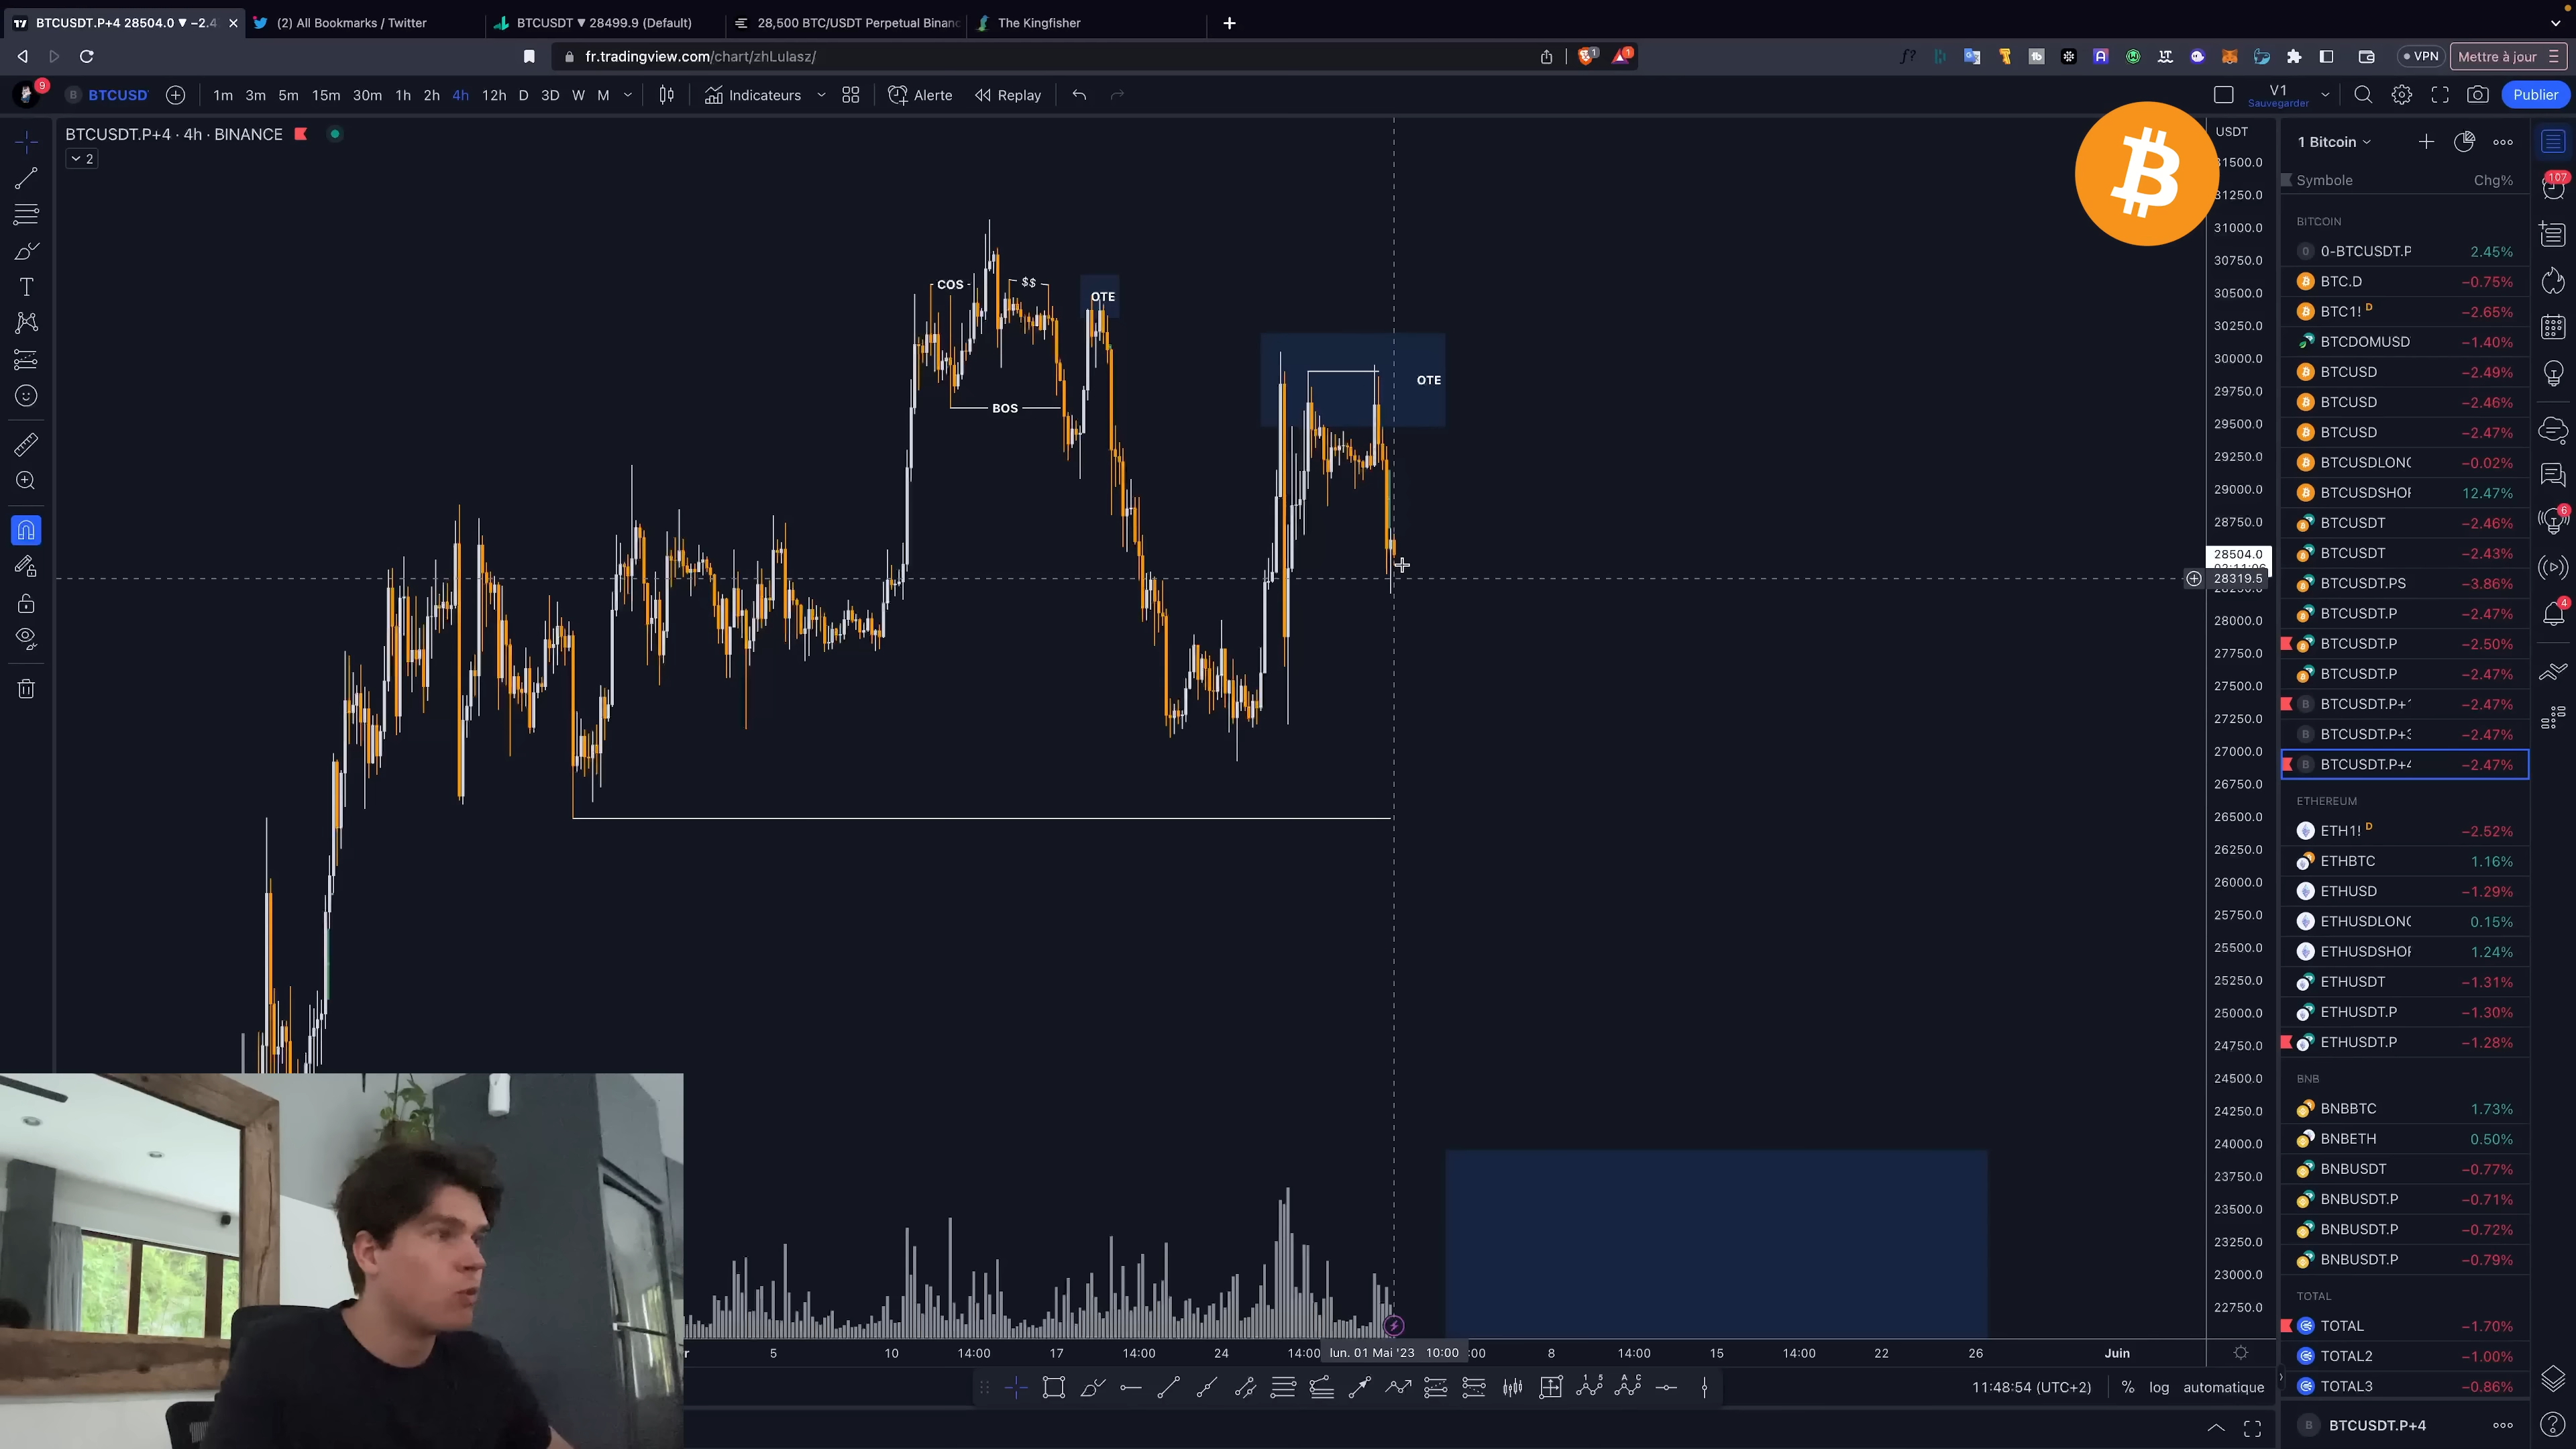 BTCUSDT.P+4 28504.0 ▼ −2.4
(2) All Bookmarks / Twitter
BTCUSDT ▼ 28499.9 (Default)
28,500 BTC/USDT Perpetual Binanc
The Kingfisher
fr.tradingview.com/chart/zhLulasz/
VPN
Mettre à jour
9
BTCUSD
1m 3m 5m 15m 30m 1h 2h 4h 12h D 3D W M
Indicateurs
Alerte
Replay
V1
Sauvegarder
Publier
BTCUSDT.P+4 · 4h · BINANCE
2
COS
$$
OTE
BOS
OTE
USDT
31500.0
31250.0
31000.0
30750.0
30500.0
30250.0
30000.0
29750.0
29500.0
29250.0
29000.0
28750.0
28504.0
28319.5
28000.0
27750.0
27500.0
27250.0
27000.0
26750.0
26500.0
26250.0
26000.0
25750.0
25500.0
25250.0
25000.0
24750.0
24500.0
24250.0
24000.0
23750.0
23500.0
23250.0
23000.0
22750.0
5 10 14:00 17 14:00 24 14:00 lun. 01 Mai '23 10:00 :00 8 14:00 15 14:00 22 26 Juin
11:48:54 (UTC+2) % log automatique
1 Bitcoin
Symbole Chg%
BITCOIN
0-BTCUSDT.P 2.45%
BTC.D −0.75%
BTC1! D −2.65%
BTCDOMUSD −1.40%
BTCUSD −2.49%
BTCUSD −2.46%
BTCUSD −2.47%
BTCUSDLONG −0.02%
BTCUSDSHOR 12.47%
BTCUSDT −2.46%
BTCUSDT −2.43%
BTCUSDT.PS −3.86%
BTCUSDT.P −2.47%
BTCUSDT.P −2.50%
BTCUSDT.P −2.47%
BTCUSDT.P+1 −2.47%
BTCUSDT.P+3 −2.47%
BTCUSDT.P+4 −2.47%
ETHEREUM
ETH1! D −2.52%
ETHBTC 1.16%
ETHUSD −1.29%
ETHUSDLONG 0.15%
ETHUSDSHOR 1.24%
ETHUSDT −1.31%
ETHUSDT.P −1.30%
ETHUSDT.P −1.28%
BNB
BNBBTC 1.73%
BNBETH 0.50%
BNBUSDT −0.77%
BNBUSDT.P −0.71%
BNBUSDT.P −0.72%
BNBUSDT.P −0.79%
TOTAL
TOTAL −1.70%
TOTAL2 −1.00%
TOTAL3 −0.86%
BTCUSDT.P+4
107
6
4